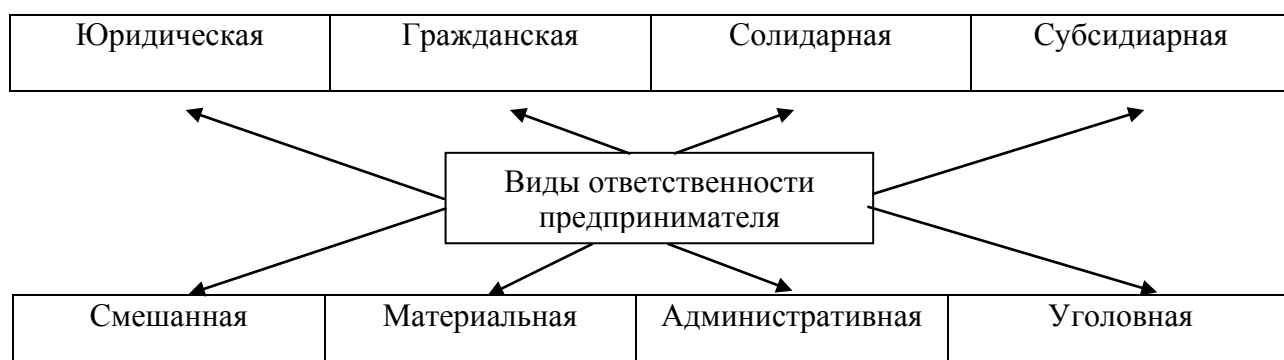 Юридическая Гражданская Солидарная Субсидиарная
Виды ответственности
предпринимателя
Смешанная Материальная Административная Уголовная